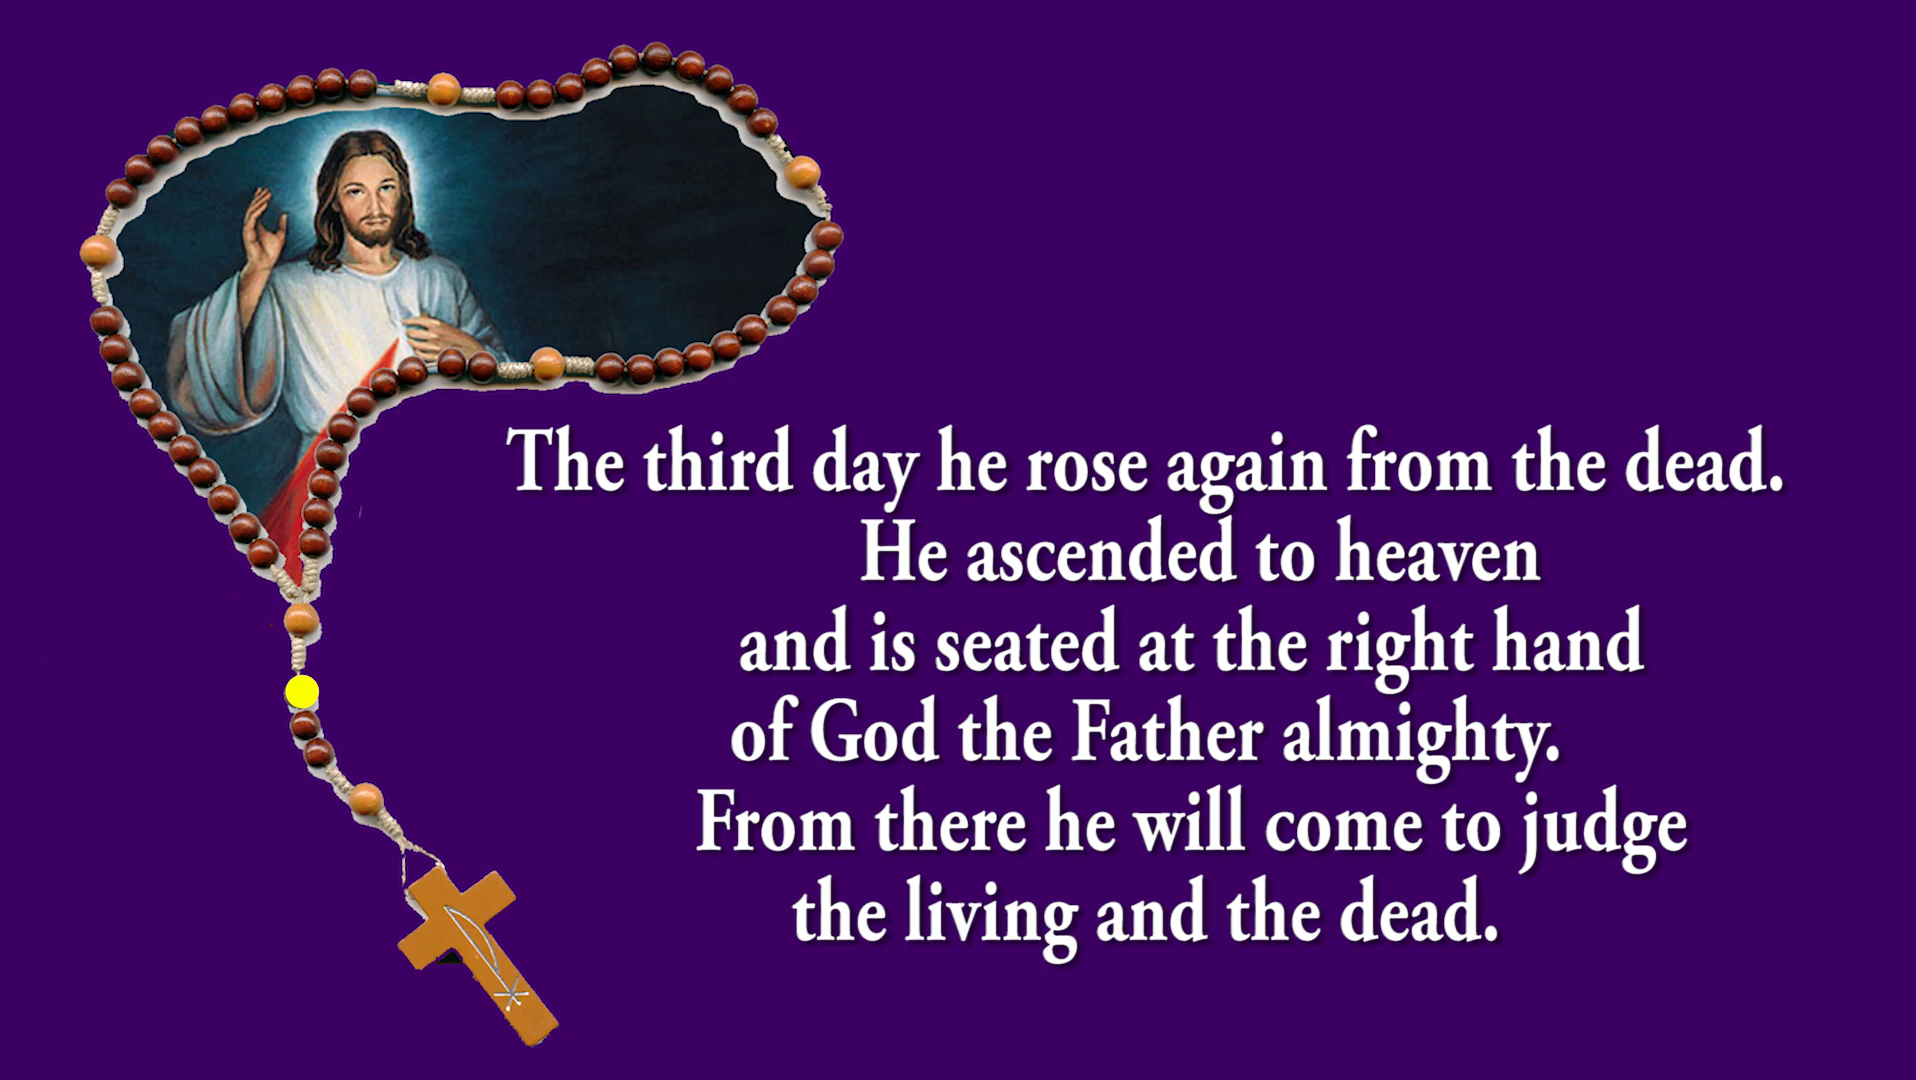 The third day he rose again from the dead.
He ascended to heaven
and is seated at the right hand
of God the Father almighty.
From there he will come to judge
the living and the dead.